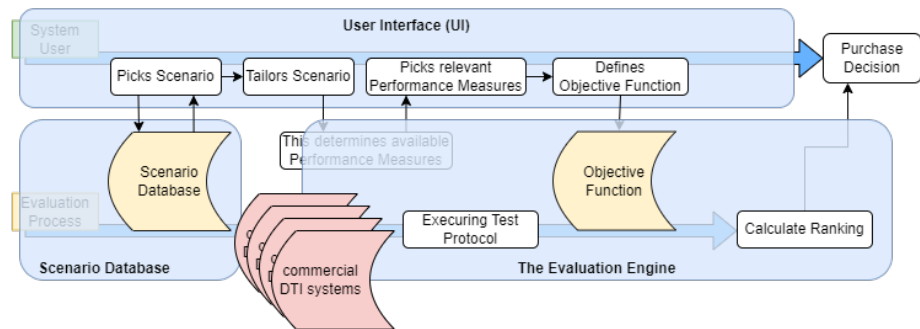 System
User
User Interface (UI)
Purchase
Decision
Picks Scenario
Tailors Scenario
Picks relevant
Performance Measures
Defines
Objective Function
This determines available
Performance Measures
Scenario
Database
Objective
Function
Evaluation
Process
Execuring Test
Protocol
Calculate Ranking
commercial
DTI systems
Scenario Database
The Evaluation Engine